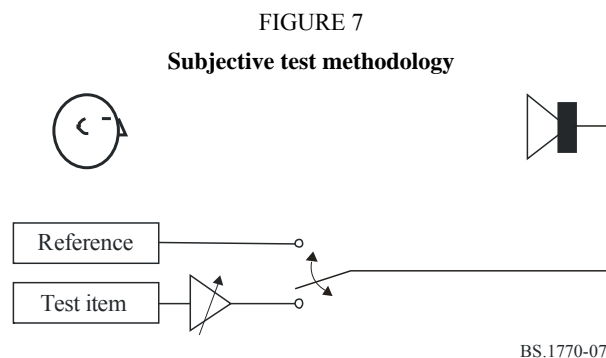 FIGURE 7
Subjective test methodology
Reference
Test item
BS.1770-07